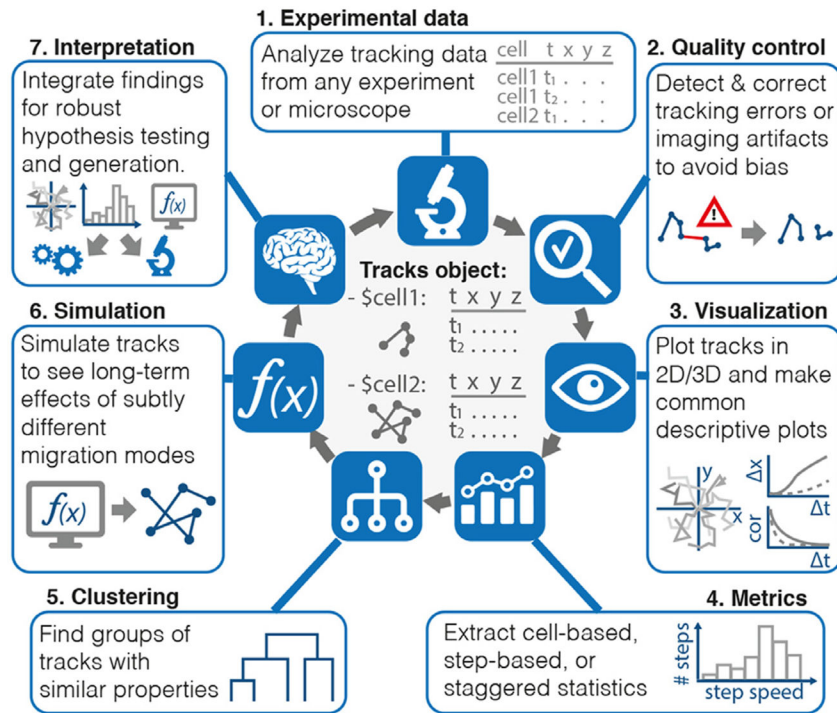 1. Experimental data
Analyze tracking data
from any experiment
or microscope
cell t x y z
cell1 t₁ . . .
cell1 t₂ . . .
cell2 t₁ . . .
2. Quality control
Detect & correct
tracking errors or
imaging artifacts
to avoid bias
!
3. Visualization
Plot tracks in
2D/3D and make
common
descriptive plots
y
x
Δx
Δt
cor
Δt
4. Metrics
Extract cell-based,
step-based, or
staggered statistics
# steps
step speed
5. Clustering
Find groups of
tracks with
similar properties
6. Simulation
Simulate tracks
to see long-term
effects of subtly
different
migration modes
f(x)
7. Interpretation
Integrate findings
for robust
hypothesis testing
and generation.
f(x)
f(x)
Tracks object:
- $cell1: t x y z
t₁ . . . . .
t₂ . . . . .
- $cell2: t x y z
t₁ . . . . .
t₂ . . . . .